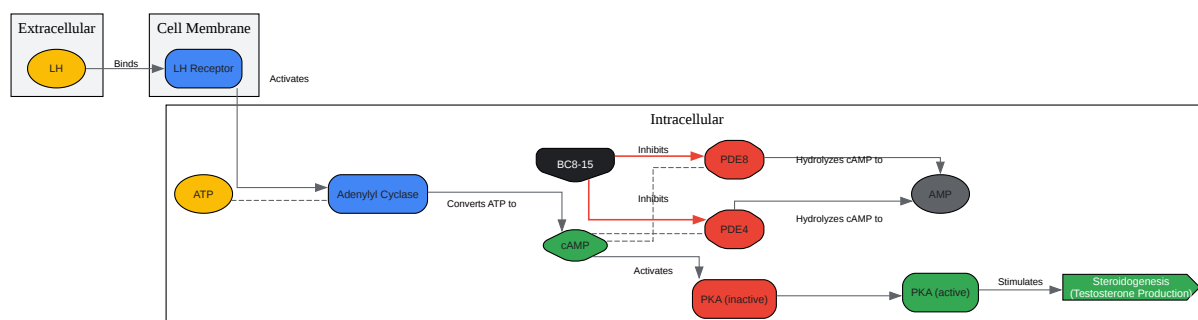 Extracellular
Cell Membrane
LH
Binds
LH Receptor
Activates
Intracellular
BC8-15
Inhibits
PDE8
Hydrolyzes cAMP to
ATP
Adenylyl Cyclase
Converts ATP to
Inhibits
AMP
PDE4
Hydrolyzes cAMP to
cAMP
Activates
PKA (inactive)
PKA (active)
Stimulates
Steroidogenesis
(Testosterone Production)